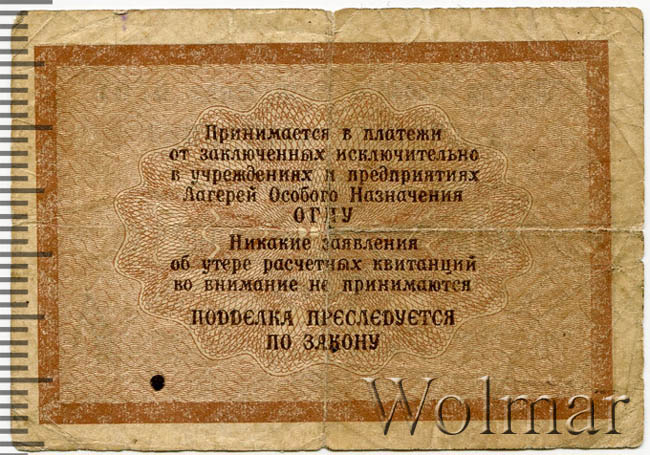 Принимается в платежи
от заключенных исключительно
в учреждениях и предприятиях
Лагерей Особого Назначения
ОГПУ
Никакие заявления
об утере расчетных квитанций
во внимание не принимаются
ПОДДЕЛКА ПРЕСЛЕДУЕТСЯ
ПО ЗАКОНУ
Wolmar